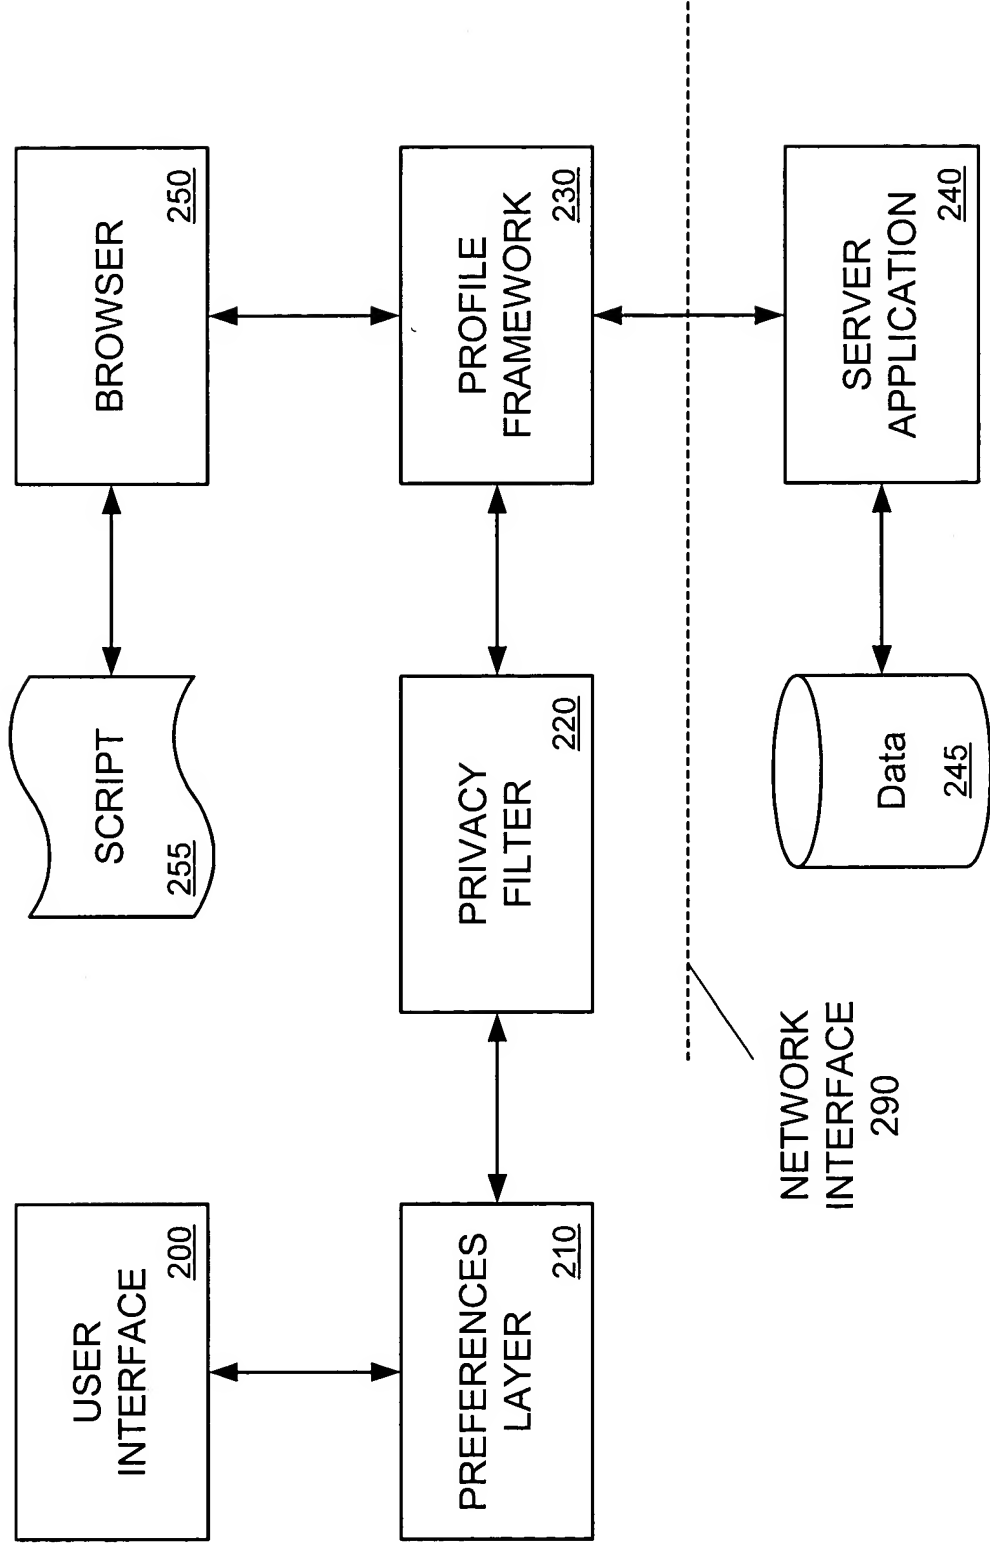 USER
INTERFACE
200
SCRIPT
255
BROWSER
250
PREFERENCES
LAYER
210
PRIVACY
FILTER
220
PROFILE
FRAMEWORK
230
NETWORK
INTERFACE
290
Data
245
SERVER
APPLICATION
240